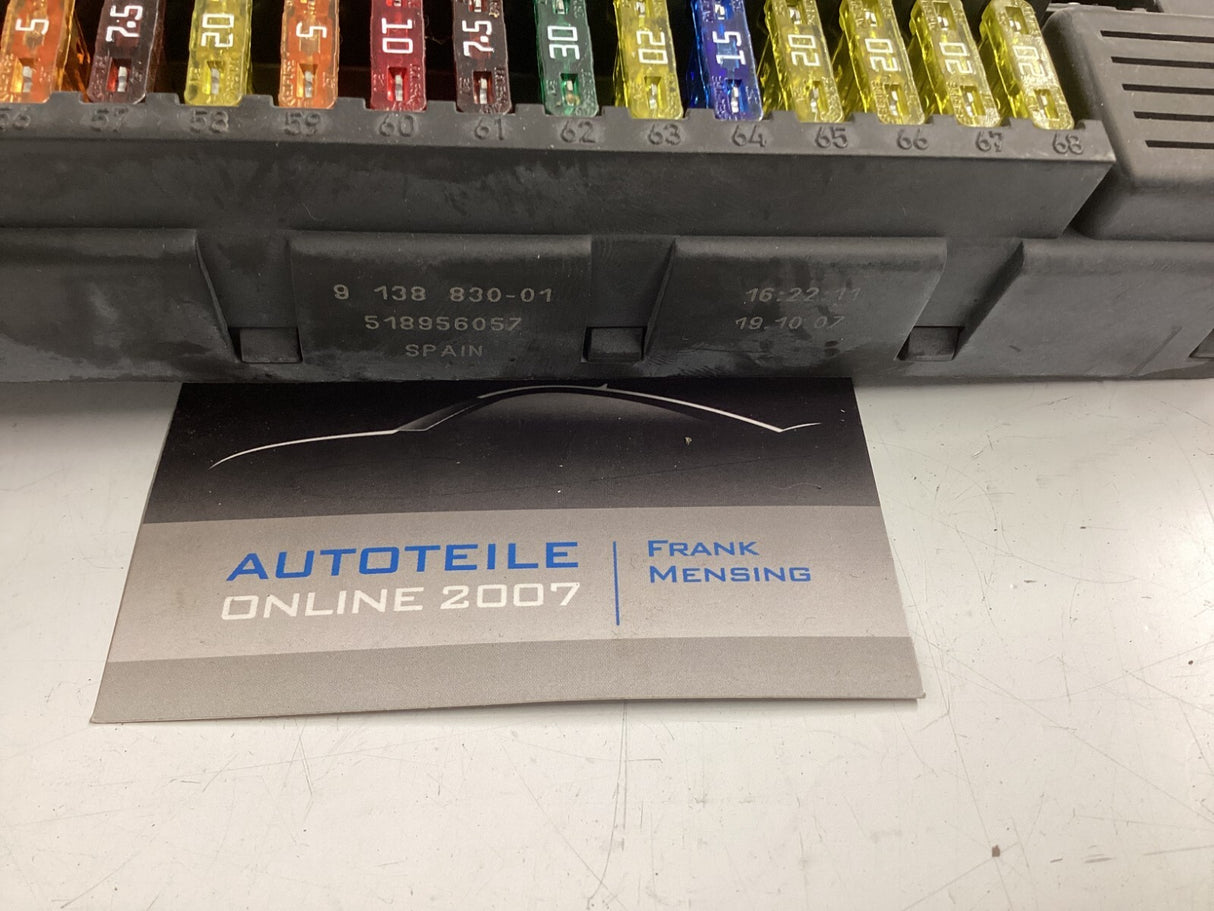 5 7.5 20 5 10 7.5 30 20 15 20 20 20 20
56 57 58 59 60 61 62 63 64 65 66 67 68
9 138 830-01
518956057
SPAIN
16:22:11
19.10.07
AUTOTEILE
ONLINE 2007
FRANK
MENSING